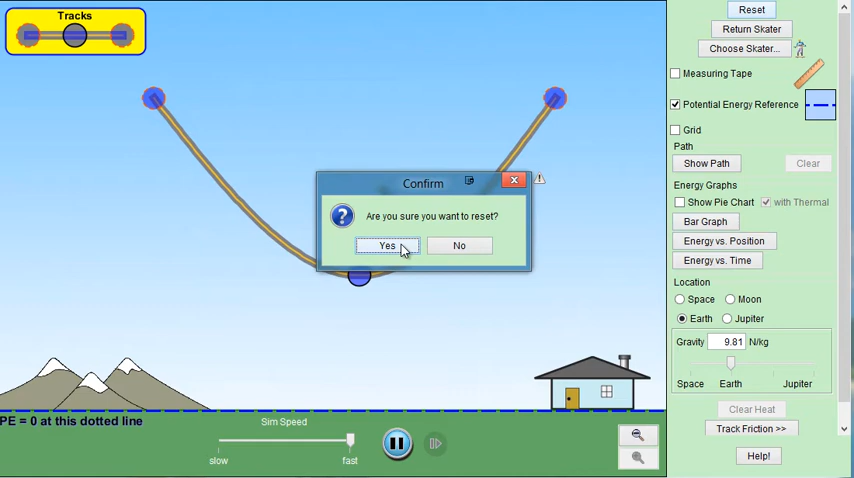 Tracks
Reset
Return Skater
Choose Skater...
Measuring Tape
Potential Energy Reference
Grid
Path
Show Path
Clear
Energy Graphs
Show Pie Chart
with Thermal
Bar Graph
Energy vs. Position
Energy vs. Time
Location
Space
Moon
Earth
Jupiter
Gravity 9.81 N/kg
Space Earth Jupiter
Clear Heat
Track Friction >>
Help!
Confirm
?
Are you sure you want to reset?
Yes
No
PE = 0 at this dotted line
Sim Speed
slow
fast